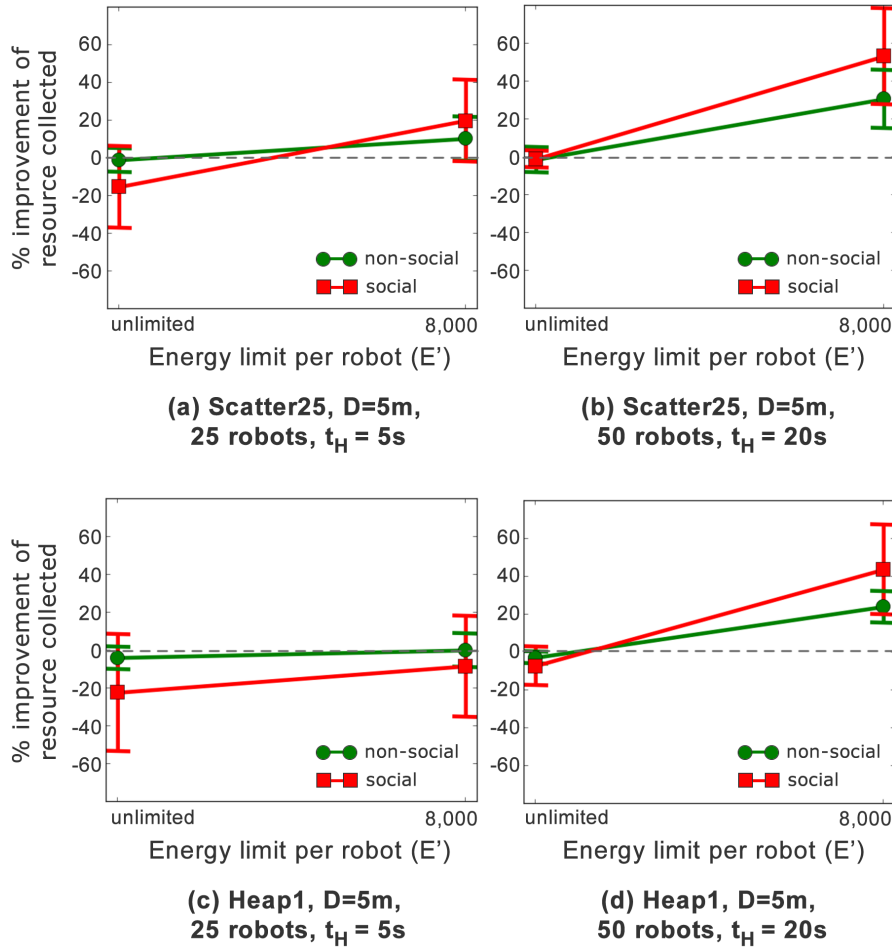 % improvement of
resource collected
60
40
20
0
-20
-40
-60
non-social
social
unlimited
8,000
Energy limit per robot (E’)
(a) Scatter25, D=5m,
25 robots, t_H = 5s
60
40
20
0
-20
-40
-60
non-social
social
unlimited
8,000
Energy limit per robot (E’)
(b) Scatter25, D=5m,
50 robots, t_H = 20s
% improvement of
resource collected
60
40
20
0
-20
-40
-60
non-social
social
unlimited
8,000
Energy limit per robot (E’)
(c) Heap1, D=5m,
25 robots, t_H = 5s
60
40
20
0
-20
-40
-60
non-social
social
unlimited
8,000
Energy limit per robot (E’)
(d) Heap1, D=5m,
50 robots, t_H = 20s